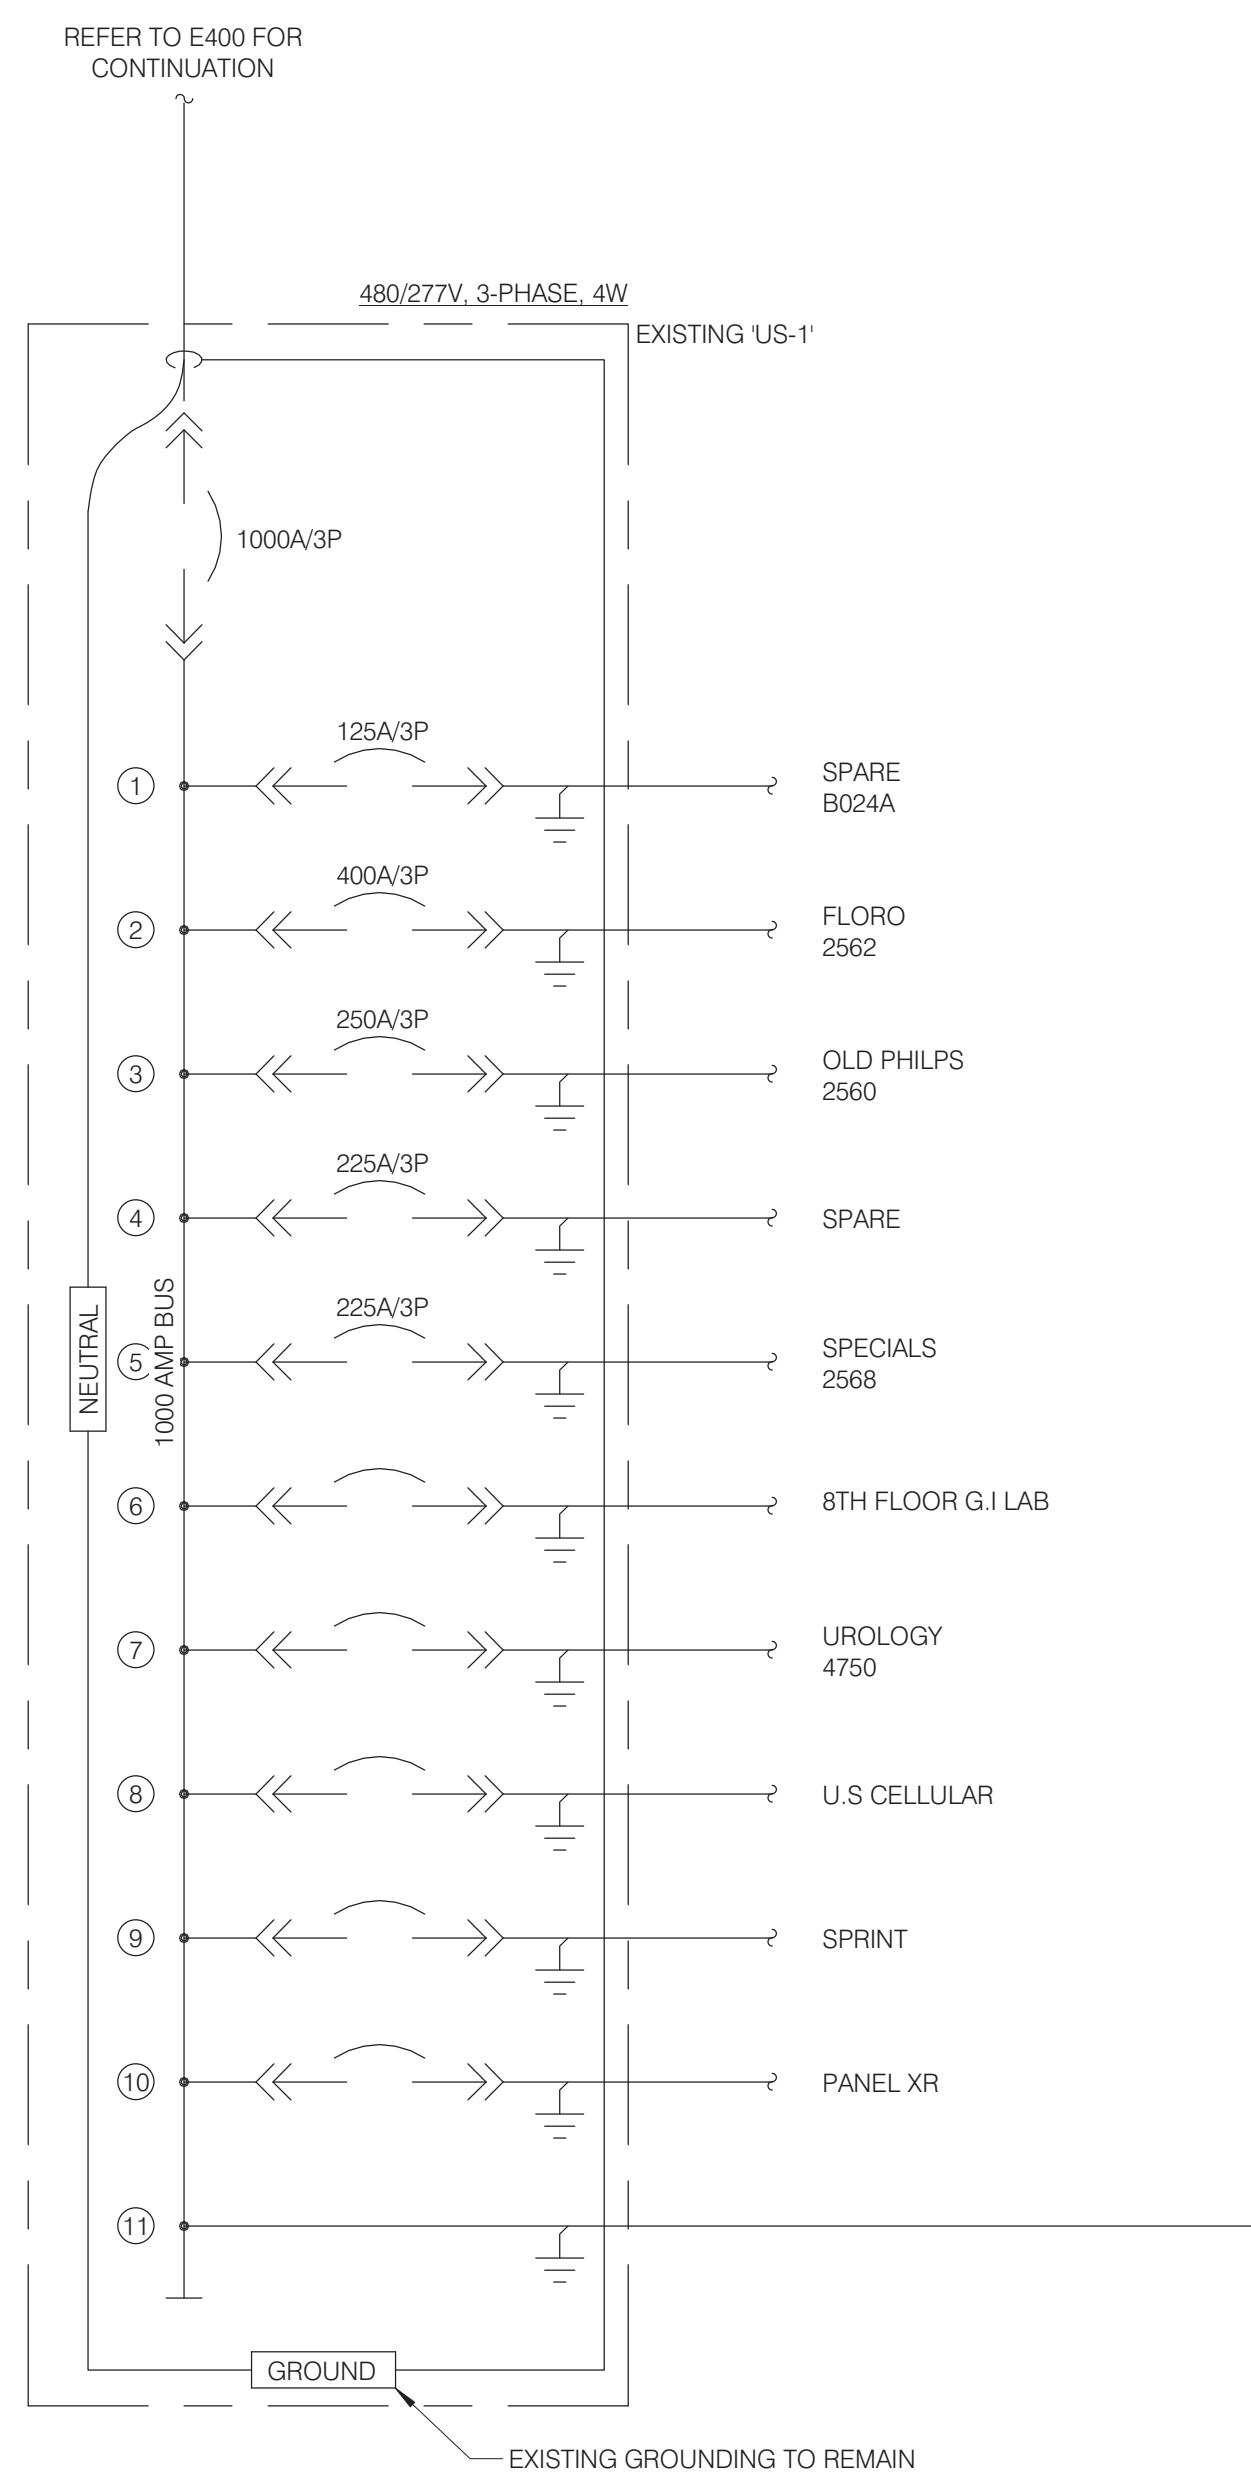 REFER TO E400 FOR
CONTINUATION
480/277V, 3-PHASE, 4W
EXISTING 'US-1'
1000A/3P
125A/3P
1
SPARE
B024A
400A/3P
2
FLORO
2562
250A/3P
3
OLD PHILPS
2560
225A/3P
4
SPARE
NEUTRAL
1000 AMP BUS
225A/3P
5
SPECIALS
2568
6
8TH FLOOR G.I LAB
7
UROLOGY
4750
8
U.S CELLULAR
9
SPRINT
10
PANEL XR
11
GROUND
EXISTING GROUNDING TO REMAIN